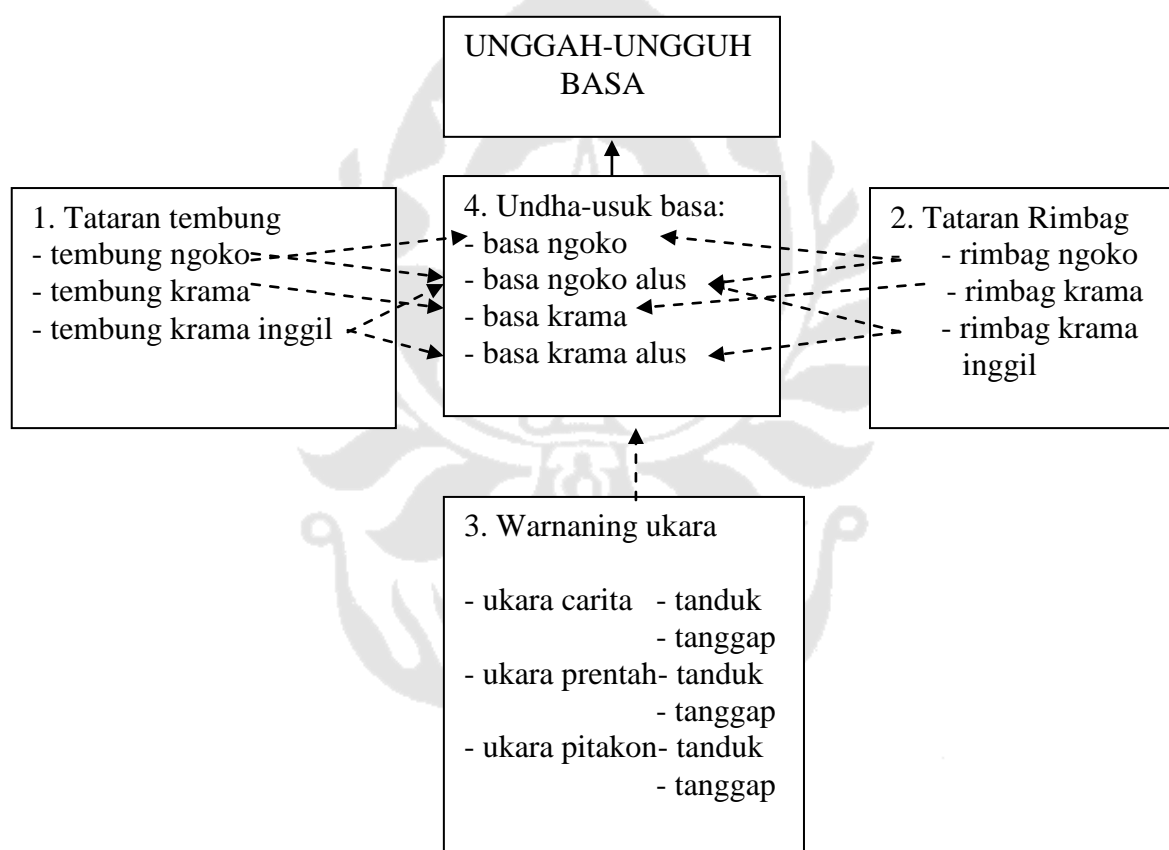 UNGGAH-UNGGUH
BASA
1. Tataran tembung
- tembung ngoko
- tembung krama
- tembung krama inggil
4. Undha-usuk basa:
- basa ngoko
- basa ngoko alus
- basa krama
- basa krama alus
2. Tataran Rimbag
- rimbag ngoko
- rimbag krama
- rimbag krama
inggil
3. Warnaning ukara
- ukara carita - tanduk
- tanggap
- ukara prentah- tanduk
- tanggap
- ukara pitakon- tanduk
- tanggap